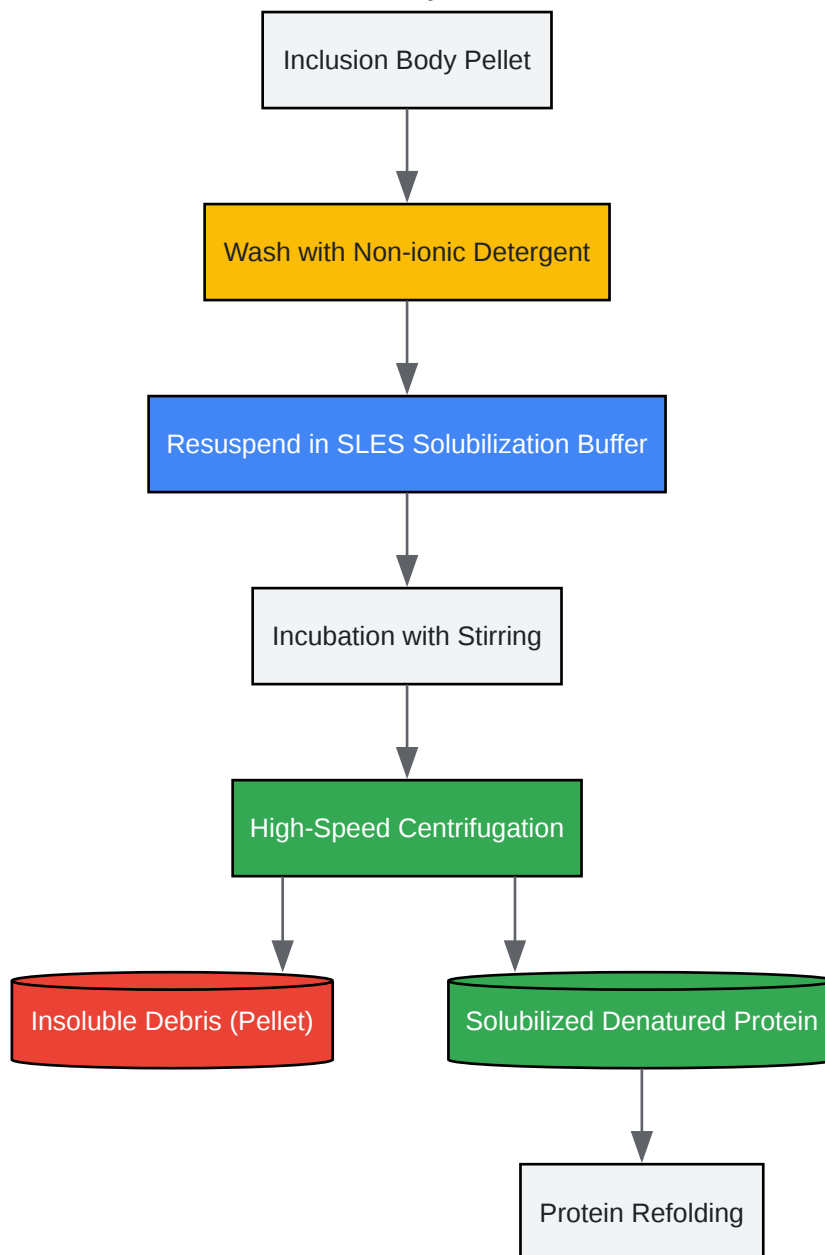 Inclusion Body Pellet
Wash with Non-ionic Detergent
Resuspend in SLES Solubilization Buffer
Incubation with Stirring
High-Speed Centrifugation
Insoluble Debris (Pellet)
Solubilized Denatured Protein
Protein Refolding